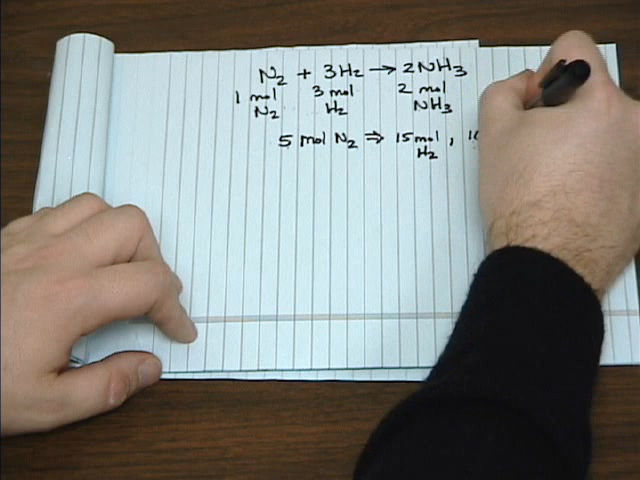 N₂ + 3H₂ → 2NH₃
1 mol 3 mol 2 mol
N₂ H₂ NH₃
5 mol N₂ ⇒ 15 mol ,
H₂